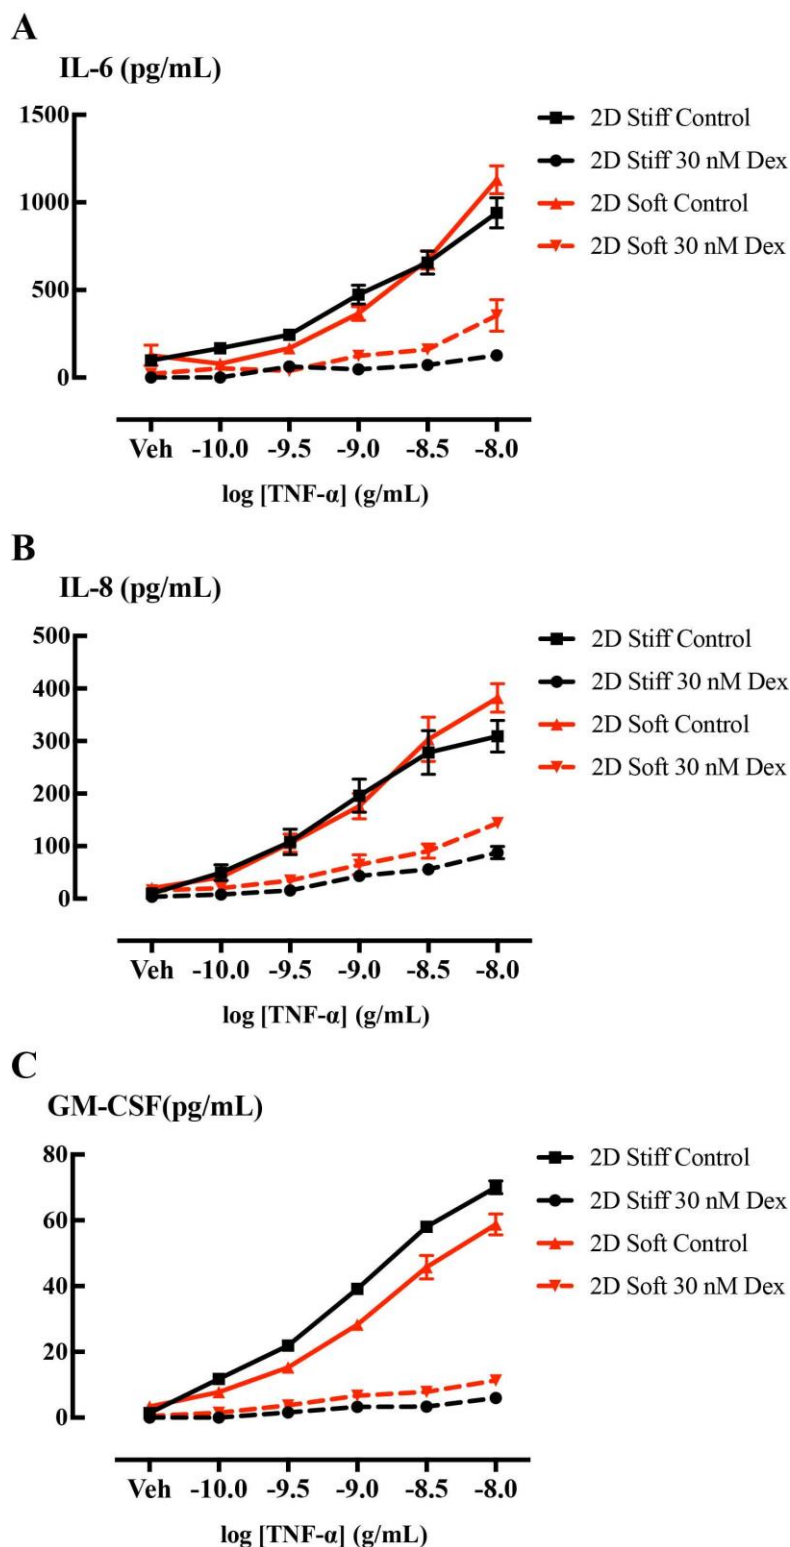 A
IL-6 (pg/mL)
1500
1000
500
0
2D Stiff Control
2D Stiff 30 nM Dex
2D Soft Control
2D Soft 30 nM Dex
Veh -10.0 -9.5 -9.0 -8.5 -8.0
log [TNF-α] (g/mL)
B
IL-8 (pg/mL)
500
400
300
200
100
0
2D Stiff Control
2D Stiff 30 nM Dex
2D Soft Control
2D Soft 30 nM Dex
Veh -10.0 -9.5 -9.0 -8.5 -8.0
log [TNF-α] (g/mL)
C
GM-CSF(pg/mL)
80
60
40
20
0
2D Stiff Control
2D Stiff 30 nM Dex
2D Soft Control
2D Soft 30 nM Dex
Veh -10.0 -9.5 -9.0 -8.5 -8.0
log [TNF-α] (g/mL)